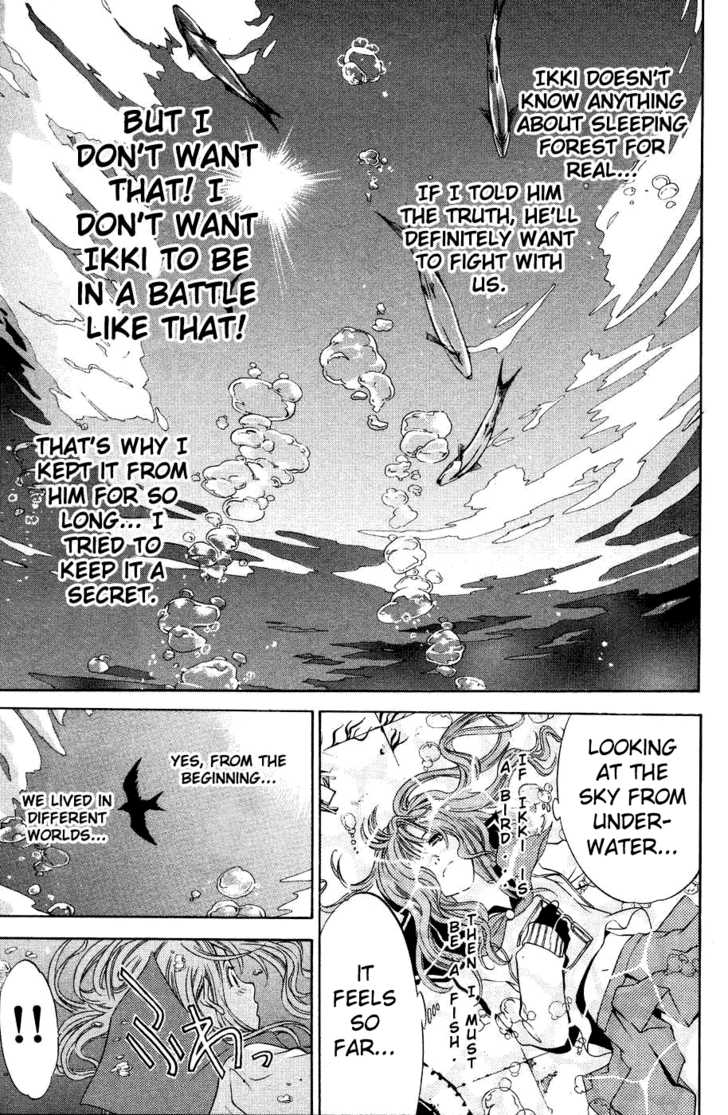 IKKI DOESN'T
KNOW ANYTHING
ABOUT SLEEPING
FOREST FOR
REAL...
IF I TOLD HIM
THE TRUTH, HE'LL
DEFINITELY WANT
TO FIGHT WITH
US.
BUT I
DON'T WANT
THAT! I
DON'T WANT
IKKI TO BE
IN A BATTLE
LIKE THAT!
THAT'S WHY I
KEPT IT FROM
HIM FOR SO
LONG... I
TRIED TO
KEEP IT A
SECRET.
LOOKING
AT THE
SKY FROM
UNDER-
WATER...
IF IKKI IS
A BIRD...
THEN I MUST
BE A FISH.
IT
FEELS
SO
FAR...
YES, FROM THE
BEGINNING...
WE LIVED IN
DIFFERENT
WORLDS...
!!